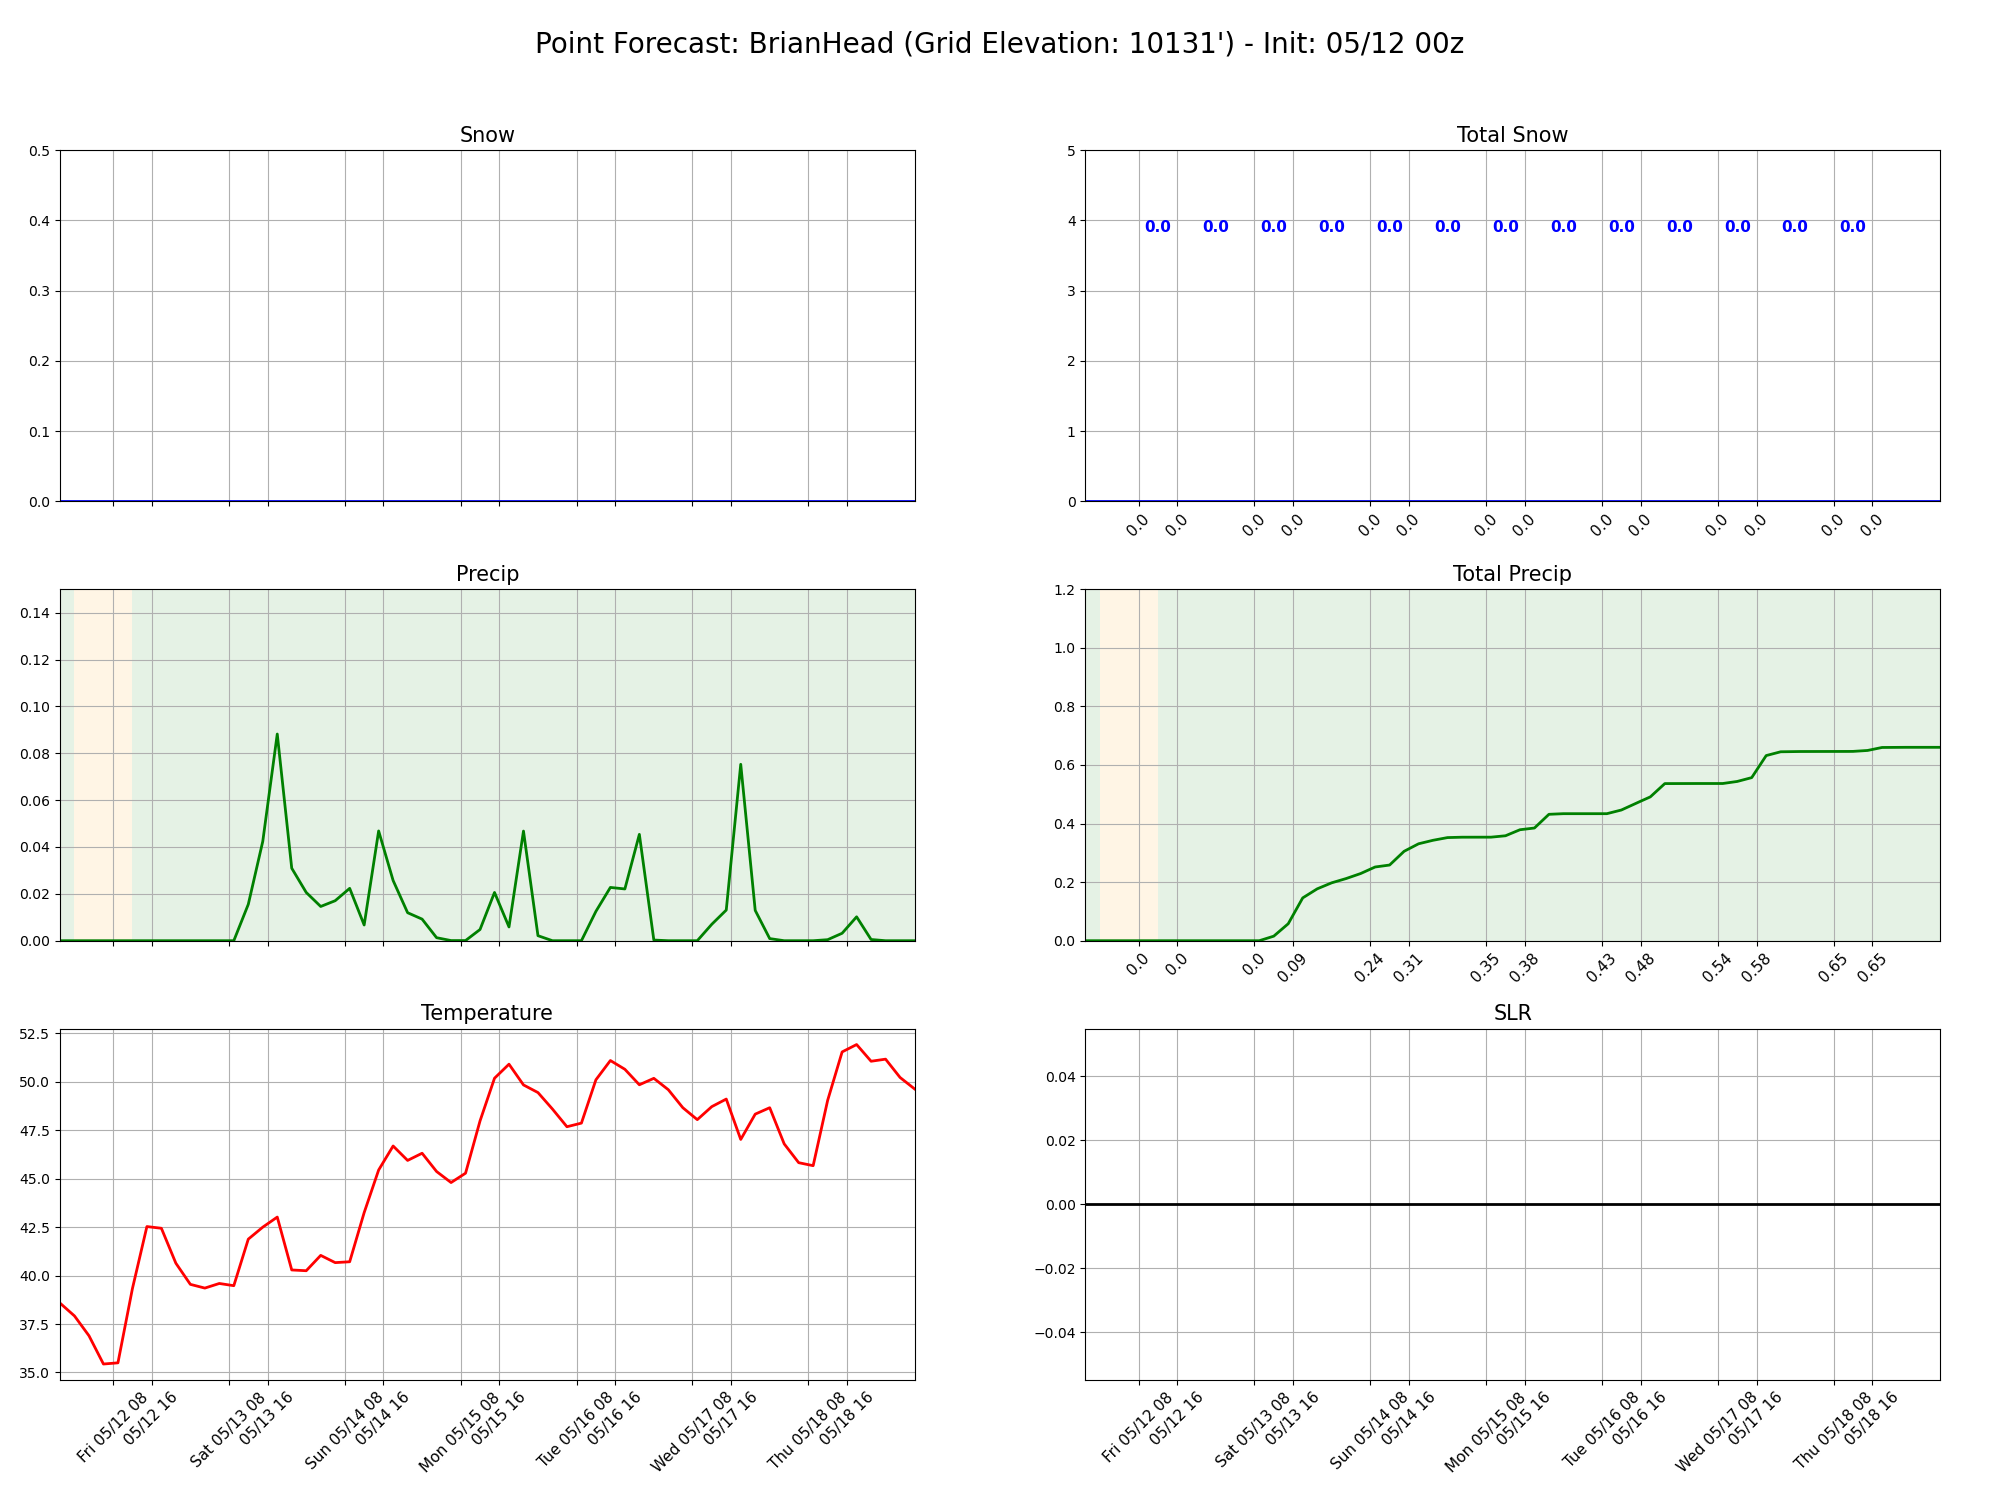 Point Forecast: BrianHead (Grid Elevation: 10131') - Init: 05/12 00z
Snow
0.5
0.4
0.3
0.2
0.1
0.0
Total Snow
5
4
3
2
1
0
0.0 0.0 0.0 0.0 0.0 0.0 0.0 0.0 0.0 0.0 0.0 0.0 0.0
0.0 0.0 0.0 0.0 0.0 0.0 0.0 0.0 0.0 0.0 0.0 0.0 0.0 0.0
Precip
0.14
0.12
0.10
0.08
0.06
0.04
0.02
0.00
Total Precip
1.2
1.0
0.8
0.6
0.4
0.2
0.0
0.0 0.0 0.0 0.09 0.24 0.31 0.35 0.38 0.43 0.48 0.54 0.58 0.65 0.65
Temperature
52.5
50.0
47.5
45.0
42.5
40.0
37.5
35.0
Fri 05/12 08
05/12 16
Sat 05/13 08
05/13 16
Sun 05/14 08
05/14 16
Mon 05/15 08
05/15 16
Tue 05/16 08
05/16 16
Wed 05/17 08
05/17 16
Thu 05/18 08
05/18 16
SLR
0.04
0.02
0.00
−0.02
−0.04
Fri 05/12 08
05/12 16
Sat 05/13 08
05/13 16
Sun 05/14 08
05/14 16
Mon 05/15 08
05/15 16
Tue 05/16 08
05/16 16
Wed 05/17 08
05/17 16
Thu 05/18 08
05/18 16